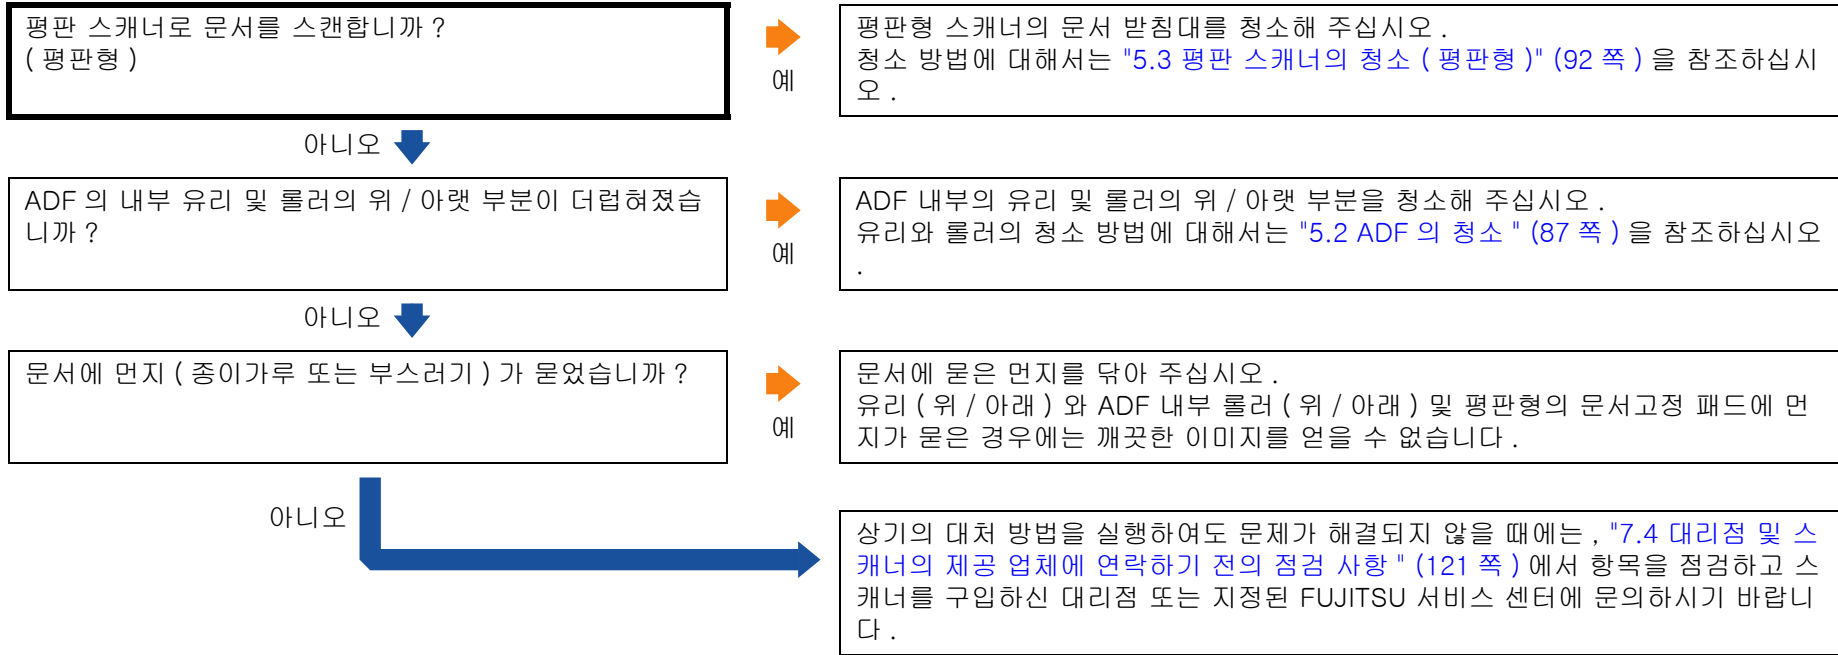 평판 스캐너로 문서를 스캔합니까 ?
( 평판형 )
예
평판형 스캐너의 문서 받침대를 청소해 주십시오 .
청소 방법에 대해서는 "5.3 평판 스캐너의 청소 ( 평판형 )" (92 쪽 ) 을 참조하십시
오 .
아니오
ADF 의 내부 유리 및 롤러의 위 / 아랫 부분이 더럽혀졌습
니까 ?
예
ADF 내부의 유리 및 롤러의 위 / 아랫 부분을 청소해 주십시오 .
유리와 롤러의 청소 방법에 대해서는 "5.2 ADF 의 청소 " (87 쪽 ) 을 참조하십시오
.
아니오
문서에 먼지 ( 종이가루 또는 부스러기 ) 가 묻었습니까 ?
예
문서에 묻은 먼지를 닦아 주십시오 .
유리 ( 위 / 아래 ) 와 ADF 내부 롤러 ( 위 / 아래 ) 및 평판형의 문서고정 패드에 먼
지가 묻은 경우에는 깨끗한 이미지를 얻을 수 없습니다 .
아니오
상기의 대처 방법을 실행하여도 문제가 해결되지 않을 때에는 , "7.4 대리점 및 스
캐너의 제공 업체에 연락하기 전의 점검 사항 " (121 쪽 ) 에서 항목을 점검하고 스
캐너를 구입하신 대리점 또는 지정된 FUJITSU 서비스 센터에 문의하시기 바랍니
다 .